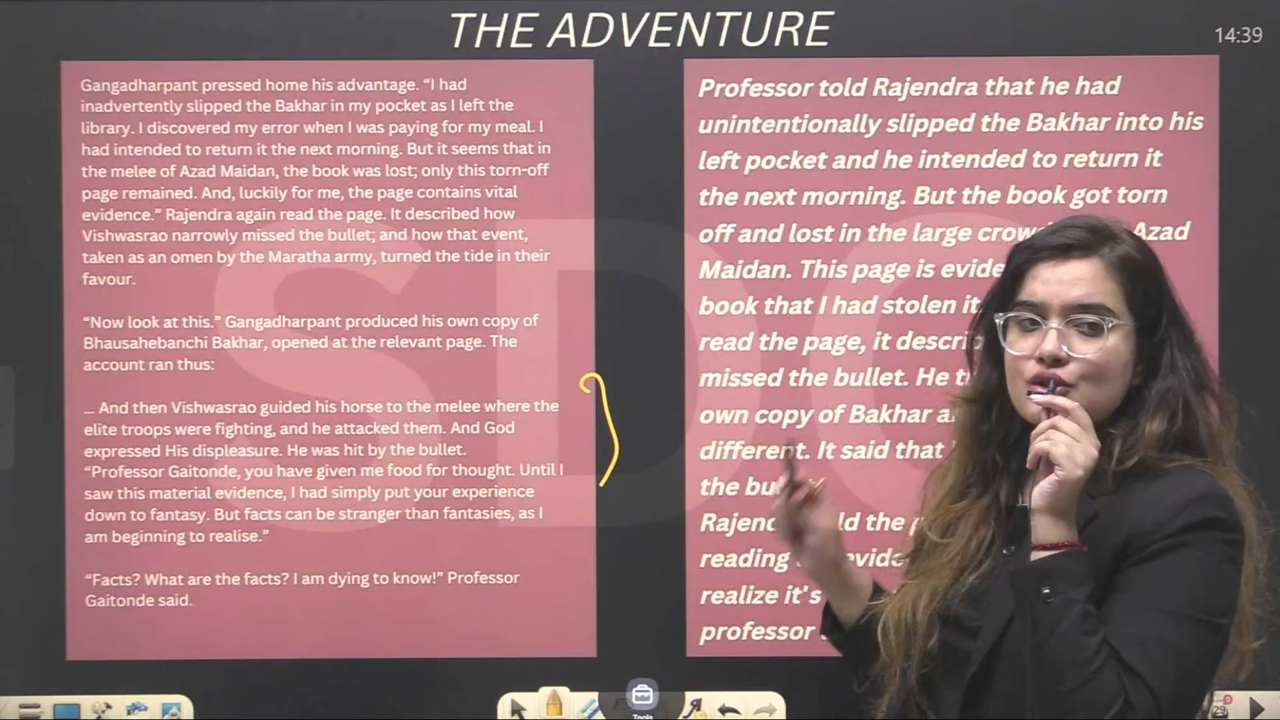 THE ADVENTURE
14:39
Gangadharpant pressed home his advantage. “I had
inadvertently slipped the Bakhar in my pocket as I left the
library. I discovered my error when I was paying for my meal. I
had intended to return it the next morning. But it seems that in
the melee of Azad Maidan, the book was lost; only this torn-off
page remained. And, luckily for me, the page contains vital
evidence.” Rajendra again read the page. It described how
Vishwasrao narrowly missed the bullet; and how that event,
taken as an omen by the Maratha army, turned the tide in their
favour.
“Now look at this.” Gangadharpant produced his own copy of
Bhausahebanchi Bakhar, opened at the relevant page. The
account ran thus:
... And then Vishwasrao guided his horse to the melee where the
elite troops were fighting, and he attacked them. And God
expressed His displeasure. He was hit by the bullet.
“Professor Gaitonde, you have given me food for thought. Until I
saw this material evidence, I had simply put your experience
down to fantasy. But facts can be stranger than fantasies, as I
am beginning to realise.”
“Facts? What are the facts? I am dying to know!” Professor
Gaitonde said.
Professor told Rajendra that he had
unintentionally slipped the Bakhar into his
left pocket and he intended to return it
the next morning. But the book got torn
off and lost in the large Azad
Maidan. This page is
book that I had stolen it
read the page, it
missed the bullet. He
own copy of Bakhar
different. It said that
the
the
reading
realize it's
professor
SD
Tools